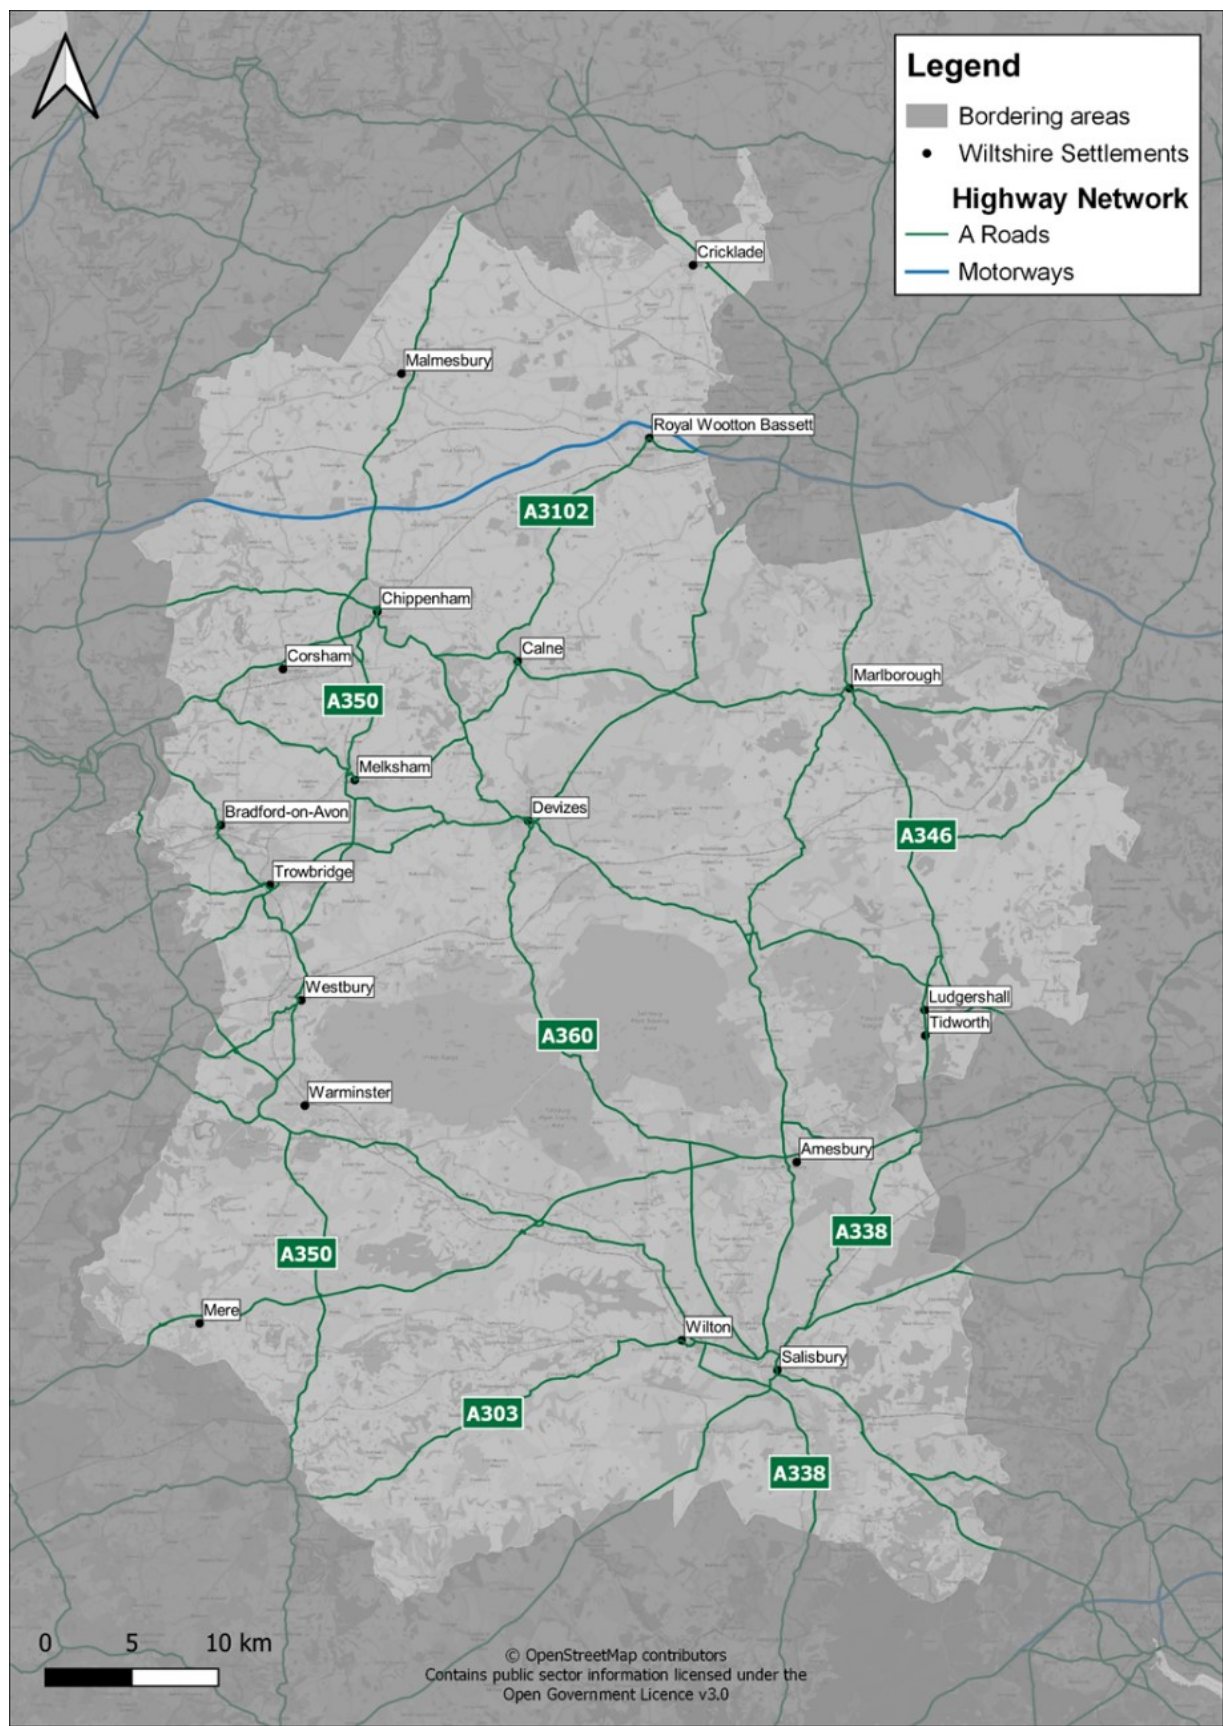 Legend
Bordering areas
Wiltshire Settlements
Highway Network
A Roads
Motorways
Cricklade
Malmesbury
Royal Wootton Bassett
A3102
Chippenham
Calne
Corsham
Marlborough
A350
Melksham
Devizes
Bradford-on-Avon
A346
Trowbridge
Westbury
Ludgershall
Tidworth
A360
Warminster
Amesbury
A338
A350
Mere
Wilton
Salisbury
A303
A338
0 5 10 km
© OpenStreetMap contributors
Contains public sector information licensed under the
Open Government Licence v3.0